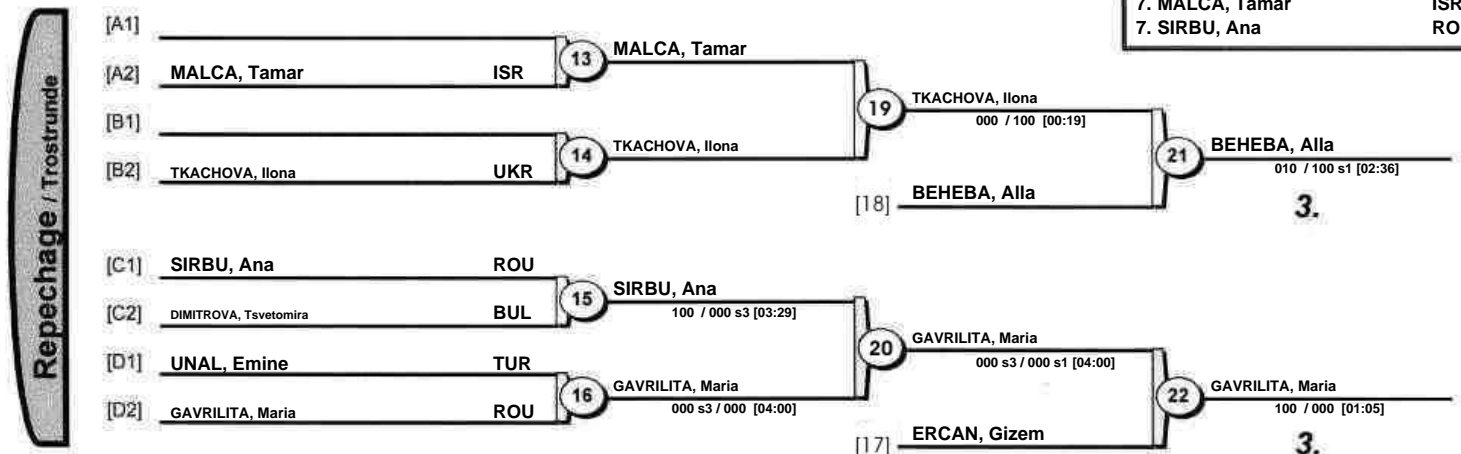 7. MALCA, Tamar ISR
7. SIRBU, Ana RO
Repechage / Trostrunde
[A1]
[A2] MALCA, Tamar ISR
13 MALCA, Tamar
[B1]
[B2] TKACHOVA, Ilona UKR
14 TKACHOVA, Ilona
19 TKACHOVA, Ilona
000 / 100 [00:19]
[18] BEHEBA, Alla
21 BEHEBA, Alla
010 / 100 s1 [02:36]
3.
[C1] SIRBU, Ana ROU
[C2] DIMITROVA, Tsvetomira BUL
15 SIRBU, Ana
100 / 000 s3 [03:29]
[D1] UNAL, Emine TUR
[D2] GAVRILITA, Maria ROU
16 GAVRILITA, Maria
000 s3 / 000 [04:00]
20 GAVRILITA, Maria
000 s3 / 000 s1 [04:00]
[17] ERCAN, Gizem
22 GAVRILITA, Maria
100 / 000 [01:05]
3.